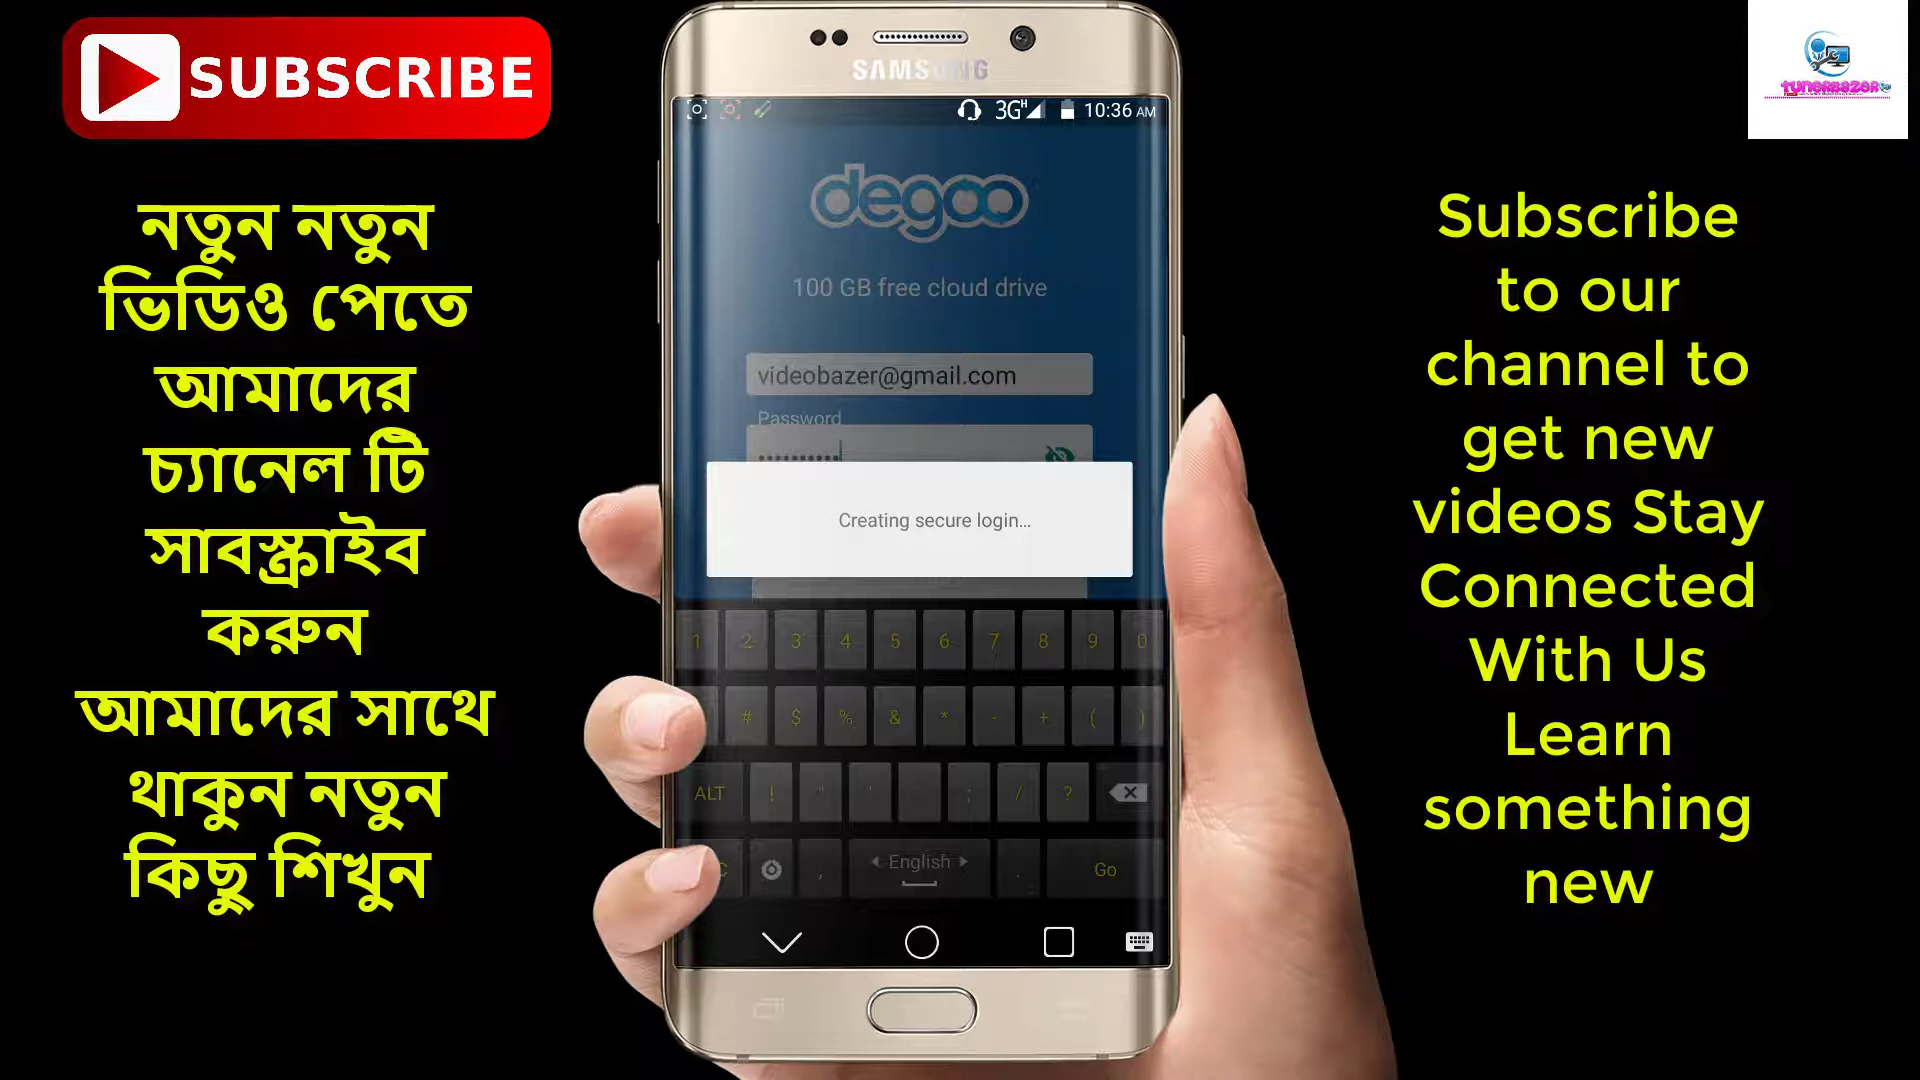 SUBSCRIBE
নতুন নতুন
ভিডিও পেতে
আমাদের
চ্যানেল টি
সাবস্ক্রাইব
করুন
আমাদের সাথে
থাকুন নতুন
কিছু শিখুন
SAMSUNG
3G H 10:36 AM
degoo
100 GB free cloud drive
videobazer@gmail.com
Password
Creating secure login...
1 2 3 4 5 6 7 8 9 0
# $ % & * - + ( )
ALT ! " ' : ; / ?
, English . Go
TUNERBAZER
Subscribe
to our
channel to
get new
videos Stay
Connected
With Us
Learn
something
new